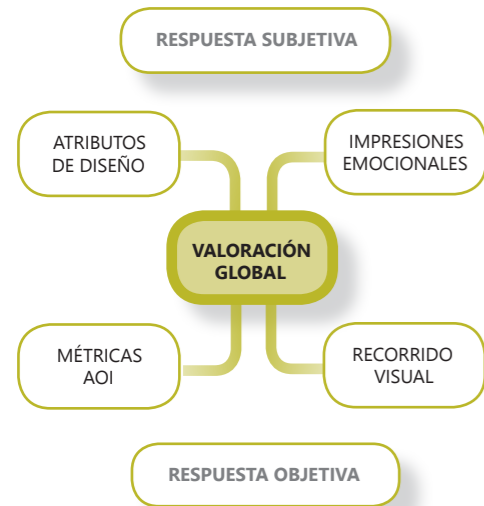 RESPUESTA SUBJETIVA
ATRIBUTOS
DE DISEÑO
IMPRESIONES
EMOCIONALES
VALORACIÓN
GLOBAL
MÉTRICAS
AOI
RECORRIDO
VISUAL
RESPUESTA OBJETIVA